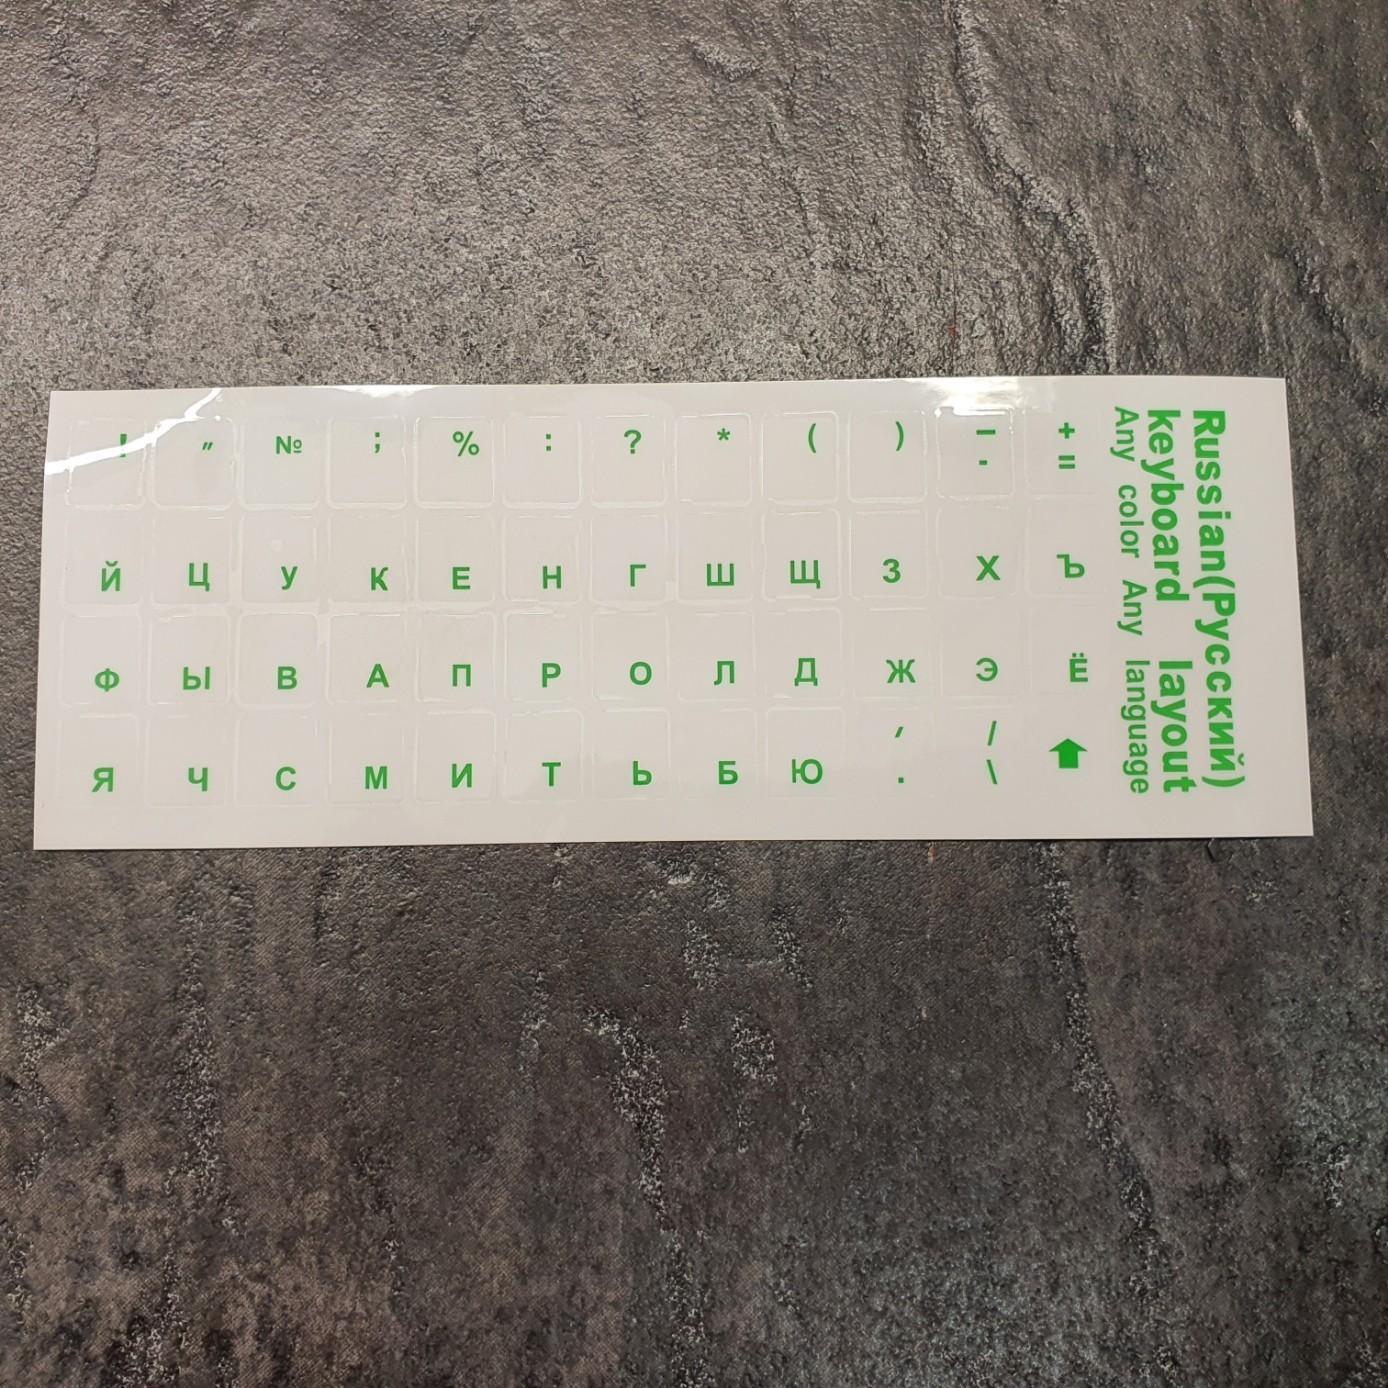 ! " № ; % : ? * ( ) – +
- =
Й Ц У К Е Н Г Ш Щ З Х Ъ
Ф Ы В А П Р О Л Д Ж Э Ё
, /
Я Ч С М И Т Ь Б Ю . \
Russian(Русский)
keyboard layout
Any color Any language